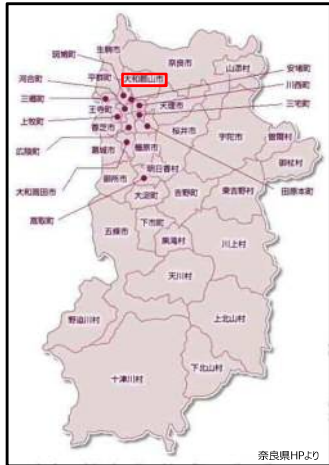 生駒市
奈良市
斑鳩町
平群町
大和郡山市
山添村
安堵町
河合町
川西町
三郷町
天理市
三宅町
王寺町
上牧町
香芝市
桜井市
宇陀市
曽爾村
広陵町
橿原市
葛城市
御杖村
明日香村
大和高田市
御所市
田原本町
大淀町
吉野町
東吉野村
高取町
下市町
五條市
黒滝村
川上村
天川村
野迫川村
上北山村
十津川村
下北山村
奈良県HPより